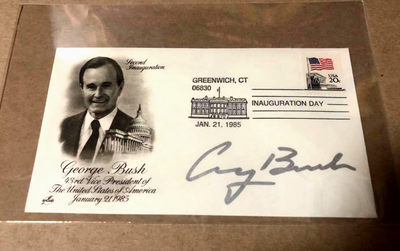 Second
Inauguration
George Bush
43rd Vice President of
The United States of America
January 21 1985
GREENWICH, CT
06830
INAUGURATION DAY
JAN. 21, 1985
USA
20c
Bush